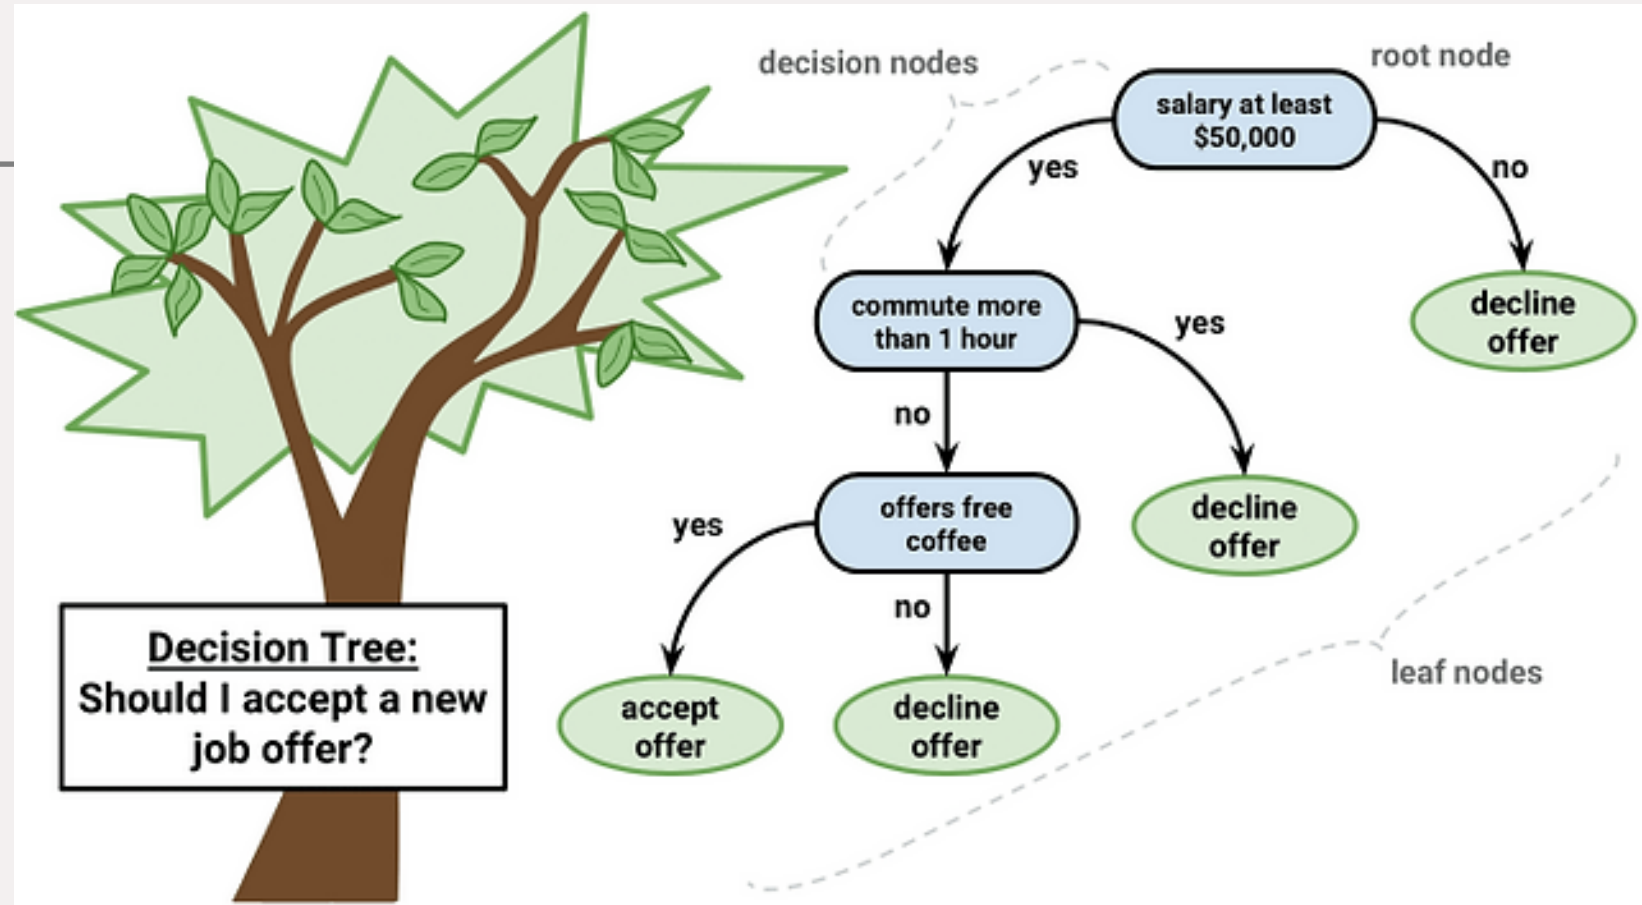 decision nodes
root node
salary at least
$50,000
yes
no
commute more
than 1 hour
yes
decline
offer
no
offers free
coffee
yes
decline
offer
no
accept
offer
decline
offer
leaf nodes
Decision Tree:
Should I accept a new
job offer?